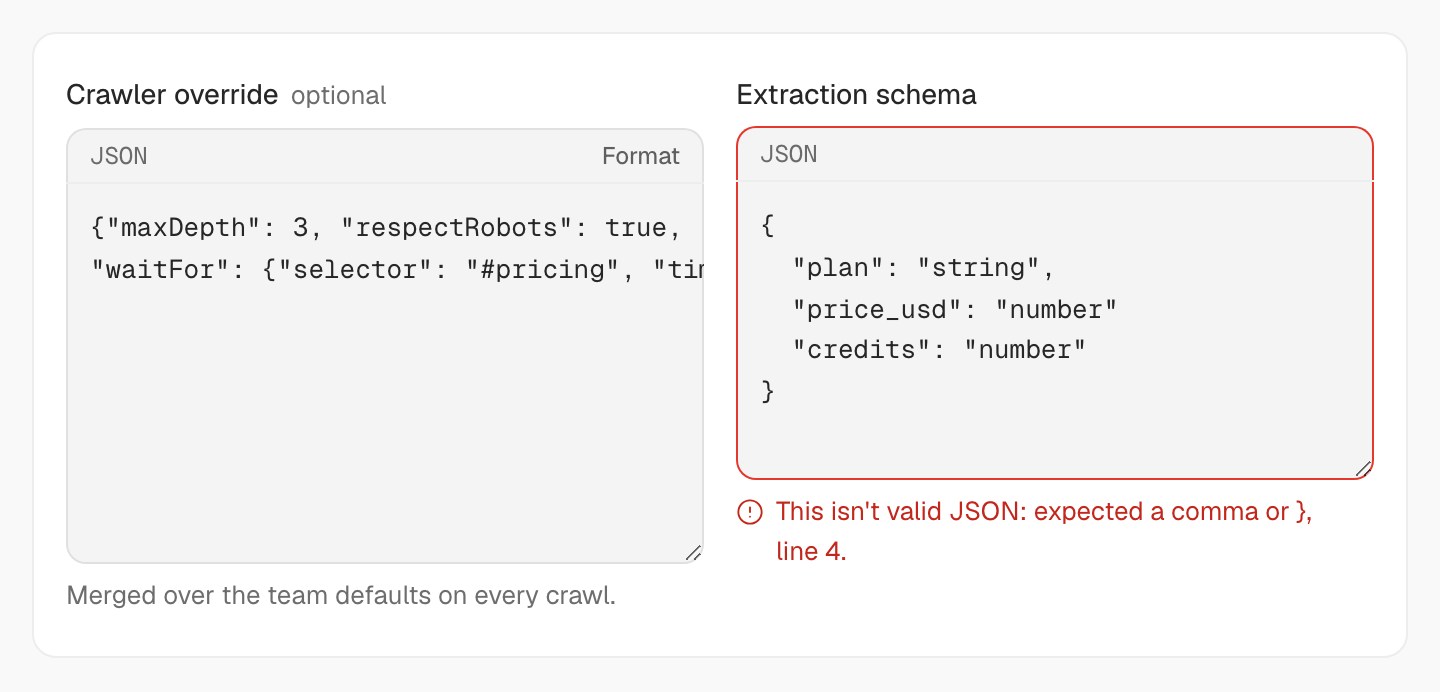 Crawler override optional
JSON Format
{"maxDepth": 3, "respectRobots": true,
"waitFor": {"selector": "#pricing", "tim
Merged over the team defaults on every crawl.
Extraction schema
JSON
{
  "plan": "string",
  "price_usd": "number"
  "credits": "number"
}
This isn't valid JSON: expected a comma or },
line 4.